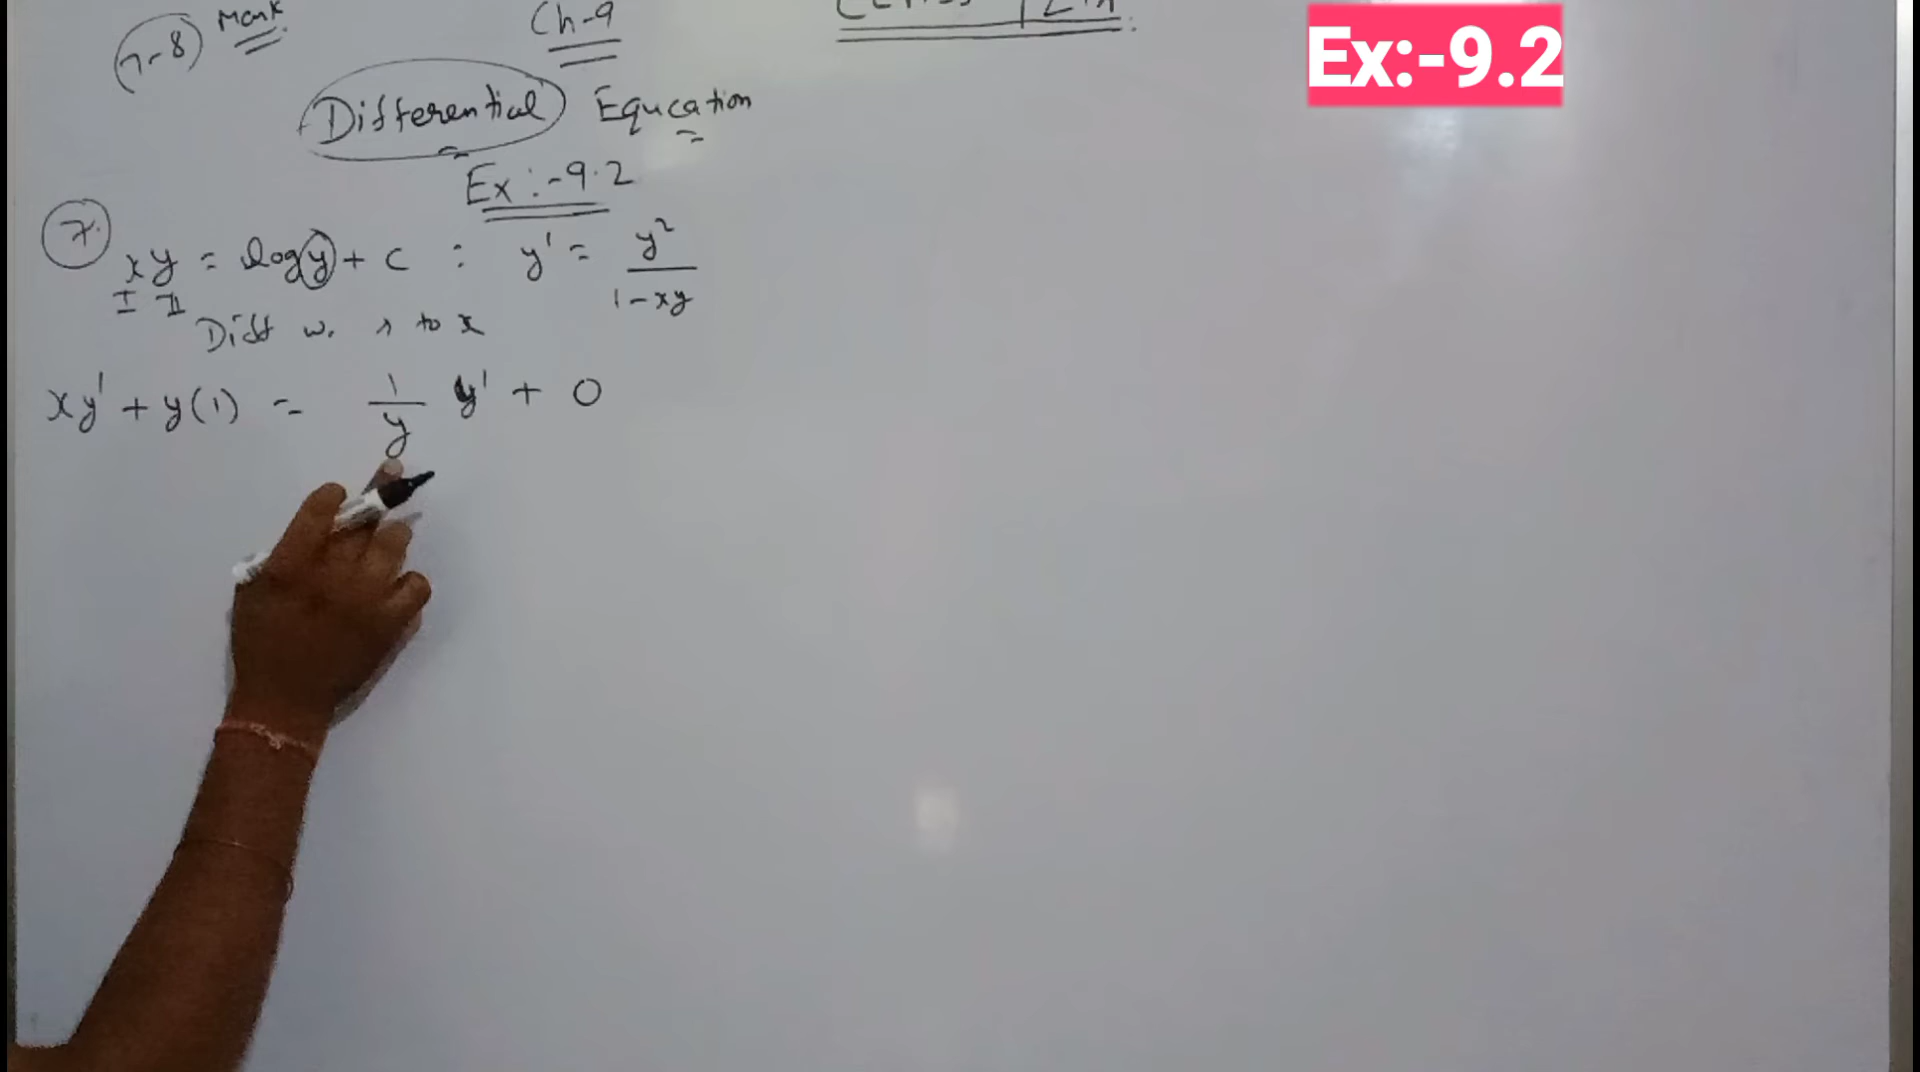 (7-8) Mark
Ch-9
Ex:-9.2
Differential Equcation
Ex:-9.2
7. xy = log y + c : y' = y² / 1-xy
I II
Diff w. r to x
xy' + y(1) = 1/y y' + 0